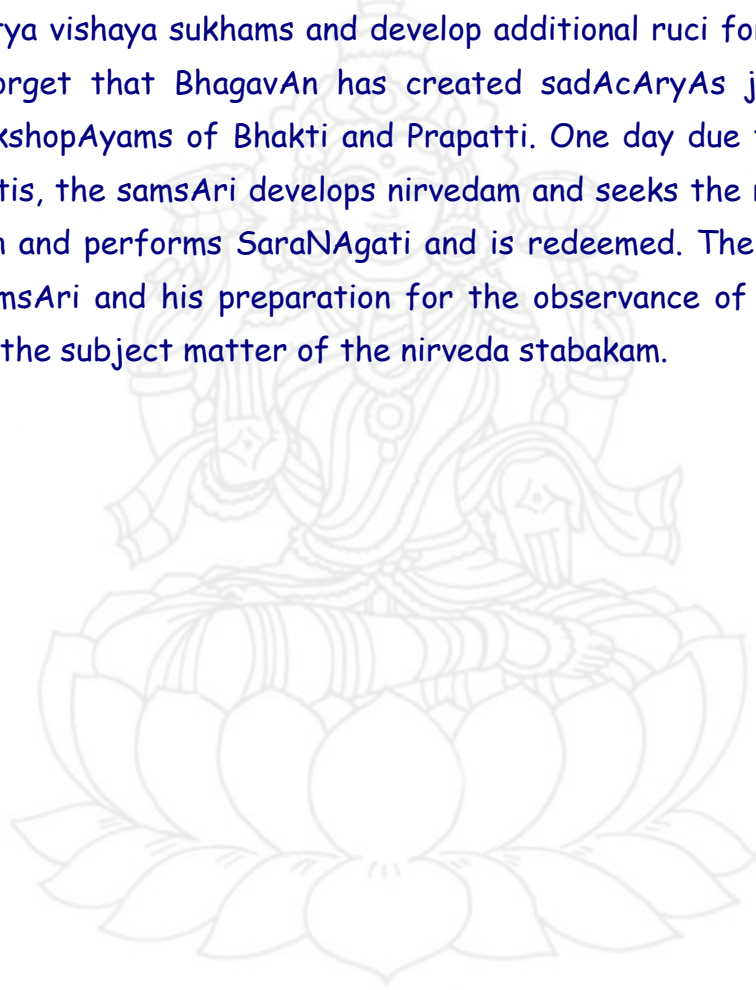 rya vishaya sukhams and develop additional ruci fo
orget that BhagavAn has created sadAcAryAs j
kshopAyams of Bhakti and Prapatti. One day due
tis, the samsAri develops nirvedam and seeks the
and performs SaraNAgati and is redeemed. The
msAri and his preparation for the observance of
the subject matter of the nirveda stabakam.